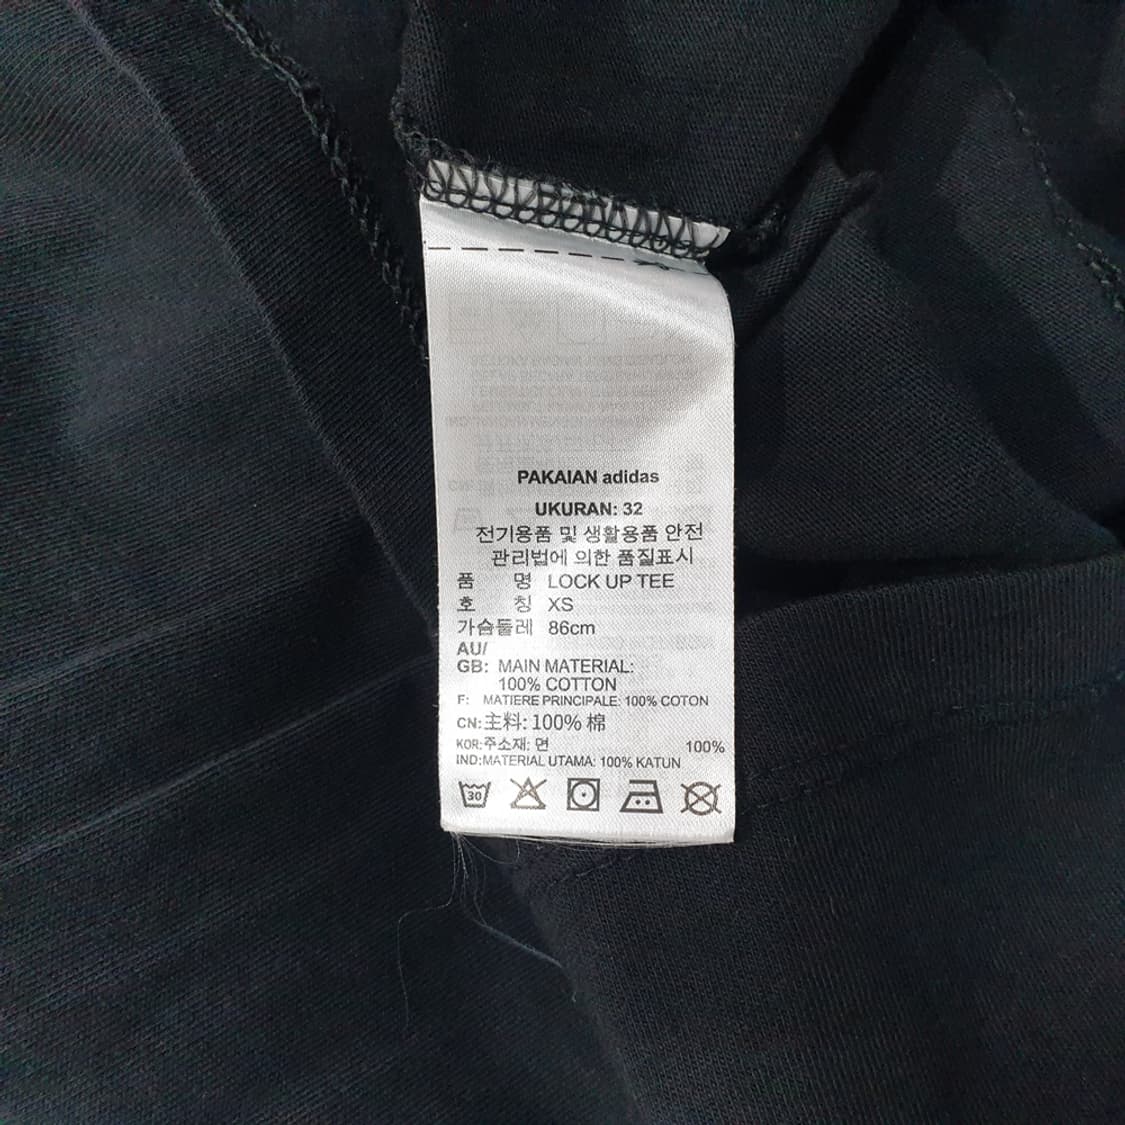 PAKAIAN adidas
UKURAN: 32
전기용품 및 생활용품 안전
관리법에 의한 품질표시
품 명 LOCK UP TEE
호 칭 XS
가슴둘레 86cm
AU/
GB: MAIN MATERIAL:
100% COTTON
F: MATIERE PRINCIPALE: 100% COTON
CN:主料: 100% 棉
KOR:주소재: 면 100%
IND:MATERIAL UTAMA: 100% KATUN
30